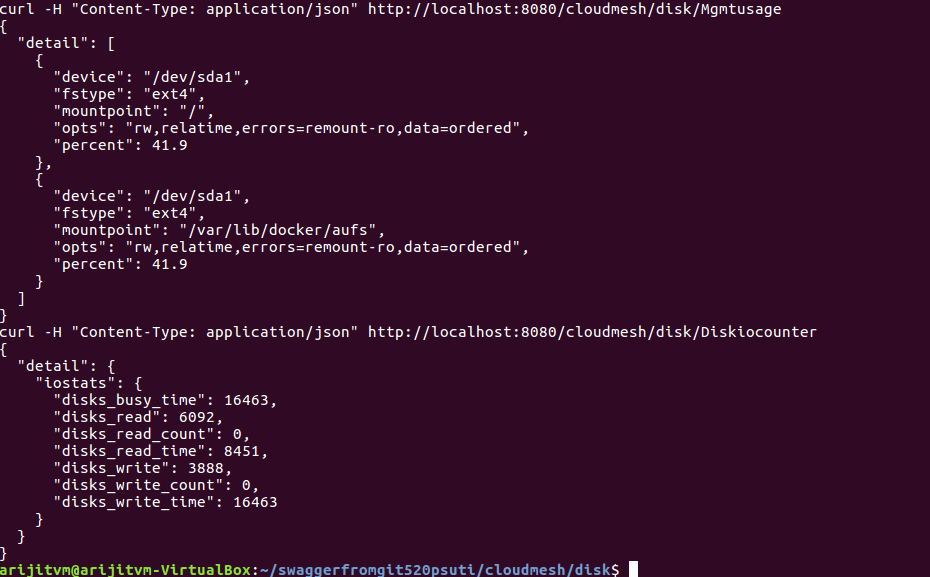 curl -H "Content-Type: application/json" http://localhost:8080/cloudmesh/disk/Mgmtusage
{
  "detail": [
    {
      "device": "/dev/sda1",
      "fstype": "ext4",
      "mountpoint": "/",
      "opts": "rw,relatime,errors=remount-ro,data=ordered",
      "percent": 41.9
    },
    {
      "device": "/dev/sda1",
      "fstype": "ext4",
      "mountpoint": "/var/lib/docker/aufs",
      "opts": "rw,relatime,errors=remount-ro,data=ordered",
      "percent": 41.9
    }
  ]
}
curl -H "Content-Type: application/json" http://localhost:8080/cloudmesh/disk/Diskiocounter
{
  "detail": {
    "iostats": {
      "disks_busy_time": 16463,
      "disks_read": 6092,
      "disks_read_count": 0,
      "disks_read_time": 8451,
      "disks_write": 3888,
      "disks_write_count": 0,
      "disks_write_time": 16463
    }
  }
}
arijitvm@arijitvm-VirtualBox:~/swaggerfromgit520psuti/cloudmesh/disk$